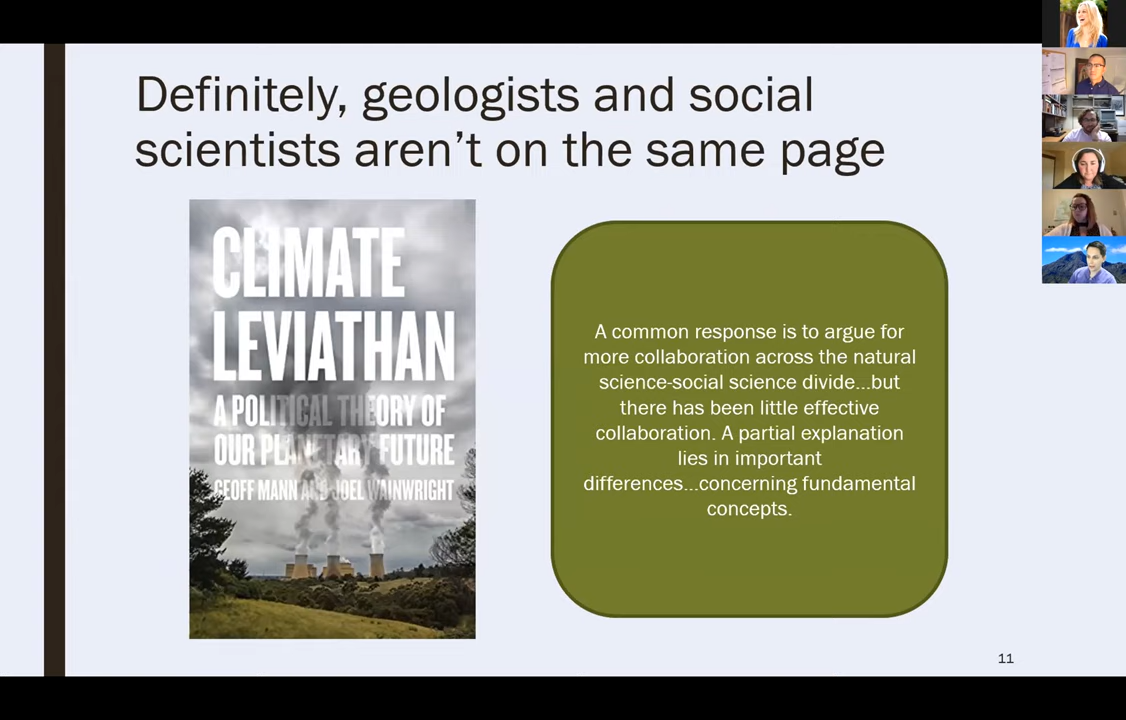 Definitely, geologists and social
scientists aren't on the same page
CLIMATE
LEVIATHAN
A POLITICAL THEORY OF
OUR PLANETARY FUTURE
GEOFF MANN AND JOEL WAINWRIGHT
A common response is to argue for
more collaboration across the natural
science-social science divide...but
there has been little effective
collaboration. A partial explanation
lies in important
differences...concerning fundamental
concepts.
11